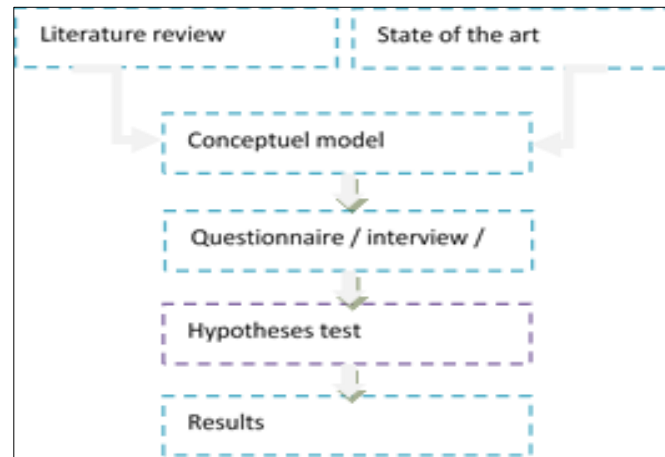 Literature review
State of the art
Conceptuel model
Questionnaire / interview /
Hypotheses test
Results